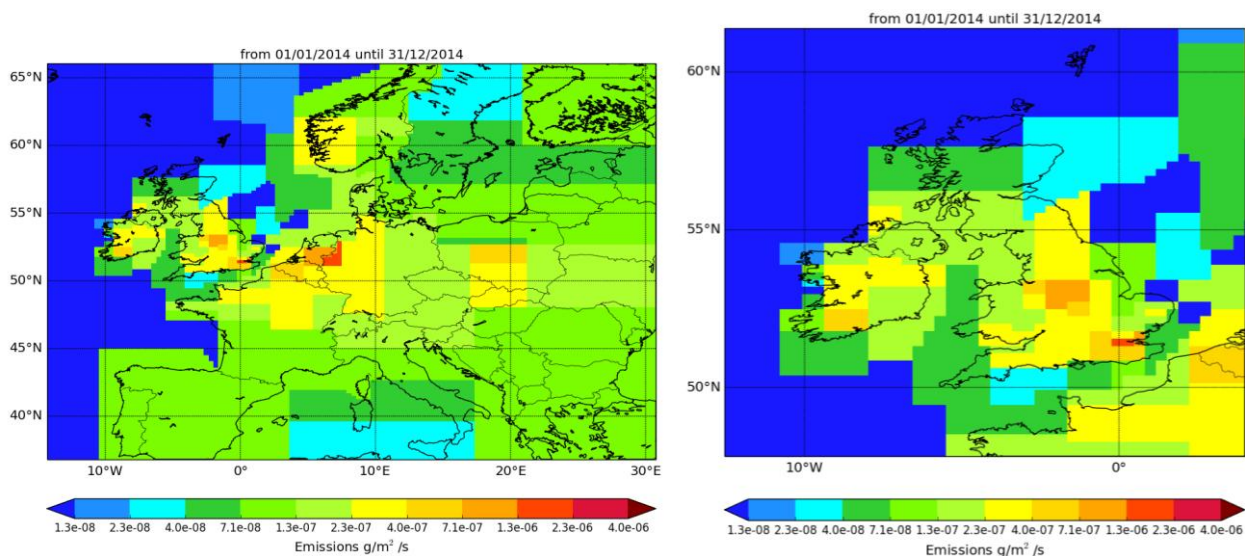 from 01/01/2014 until 31/12/2014
65°N
60°N
55°N
50°N
45°N
40°N
10°W 0° 10°E 20°E 30°E
1.3e-08 2.3e-08 4.0e-08 7.1e-08 1.3e-07 2.3e-07 4.0e-07 7.1e-07 1.3e-06 2.3e-06 4.0e-06
Emissions g/m² /s
from 01/01/2014 until 31/12/2014
60°N
55°N
50°N
10°W 0°
1.3e-08 2.3e-08 4.0e-08 7.1e-08 1.3e-07 2.3e-07 4.0e-07 7.1e-07 1.3e-06 2.3e-06 4.0e-06
Emissions g/m² /s